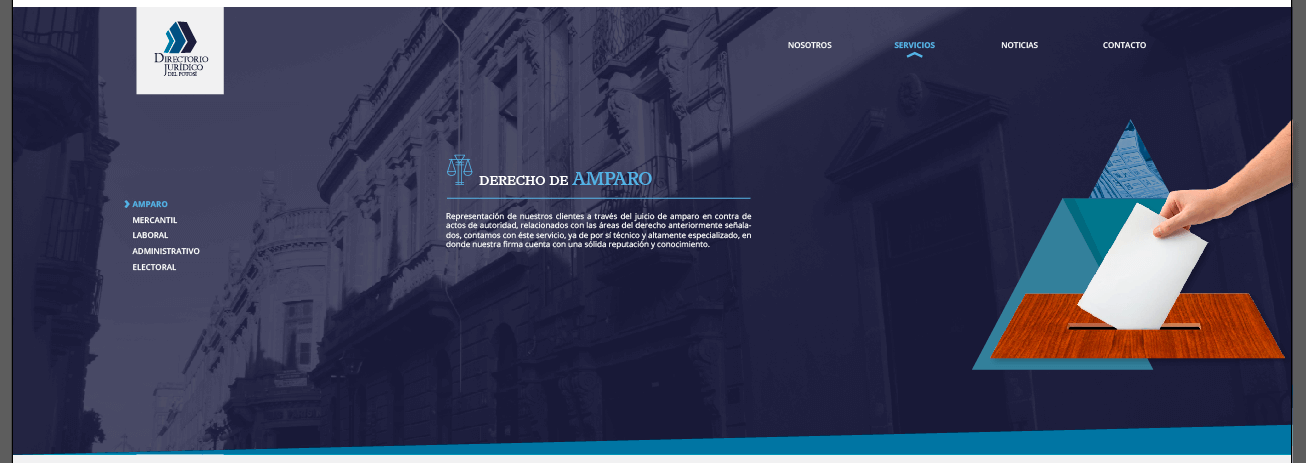 DIRECTORIO
JURÍDICO
DEL POTOSÍ
NOSOTROS
SERVICIOS
NOTICIAS
CONTACTO
AMPARO
MERCANTIL
LABORAL
ADMINISTRATIVO
ELECTORAL
DERECHO DE AMPARO
Representación de nuestros clientes a través del juicio de amparo en contra de
actos de autoridad, relacionados con las áreas del derecho anteriormente señala-
dos, contamos con éste servicio, ya de por sí técnico y altamente especializado, en
donde nuestra firma cuenta con una sólida reputación y conocimiento.